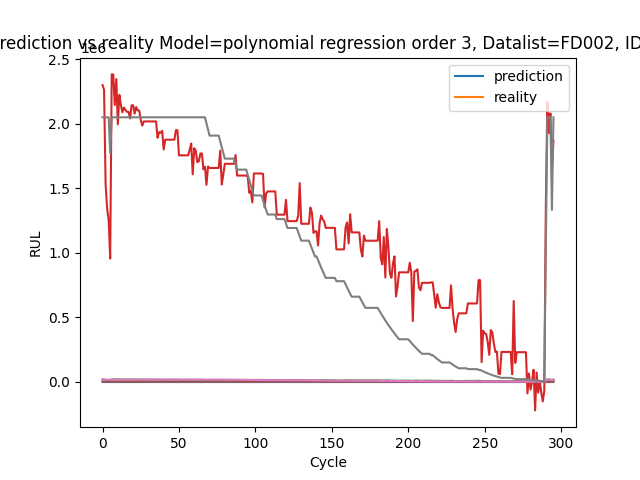 rediction vs reality Model=polynomial regression order 3, Datalist=FD002, ID
1e6
2.5
2.0
1.5
1.0
0.5
0.0
RUL
prediction
reality
0 50 100 150 200 250 300
Cycle